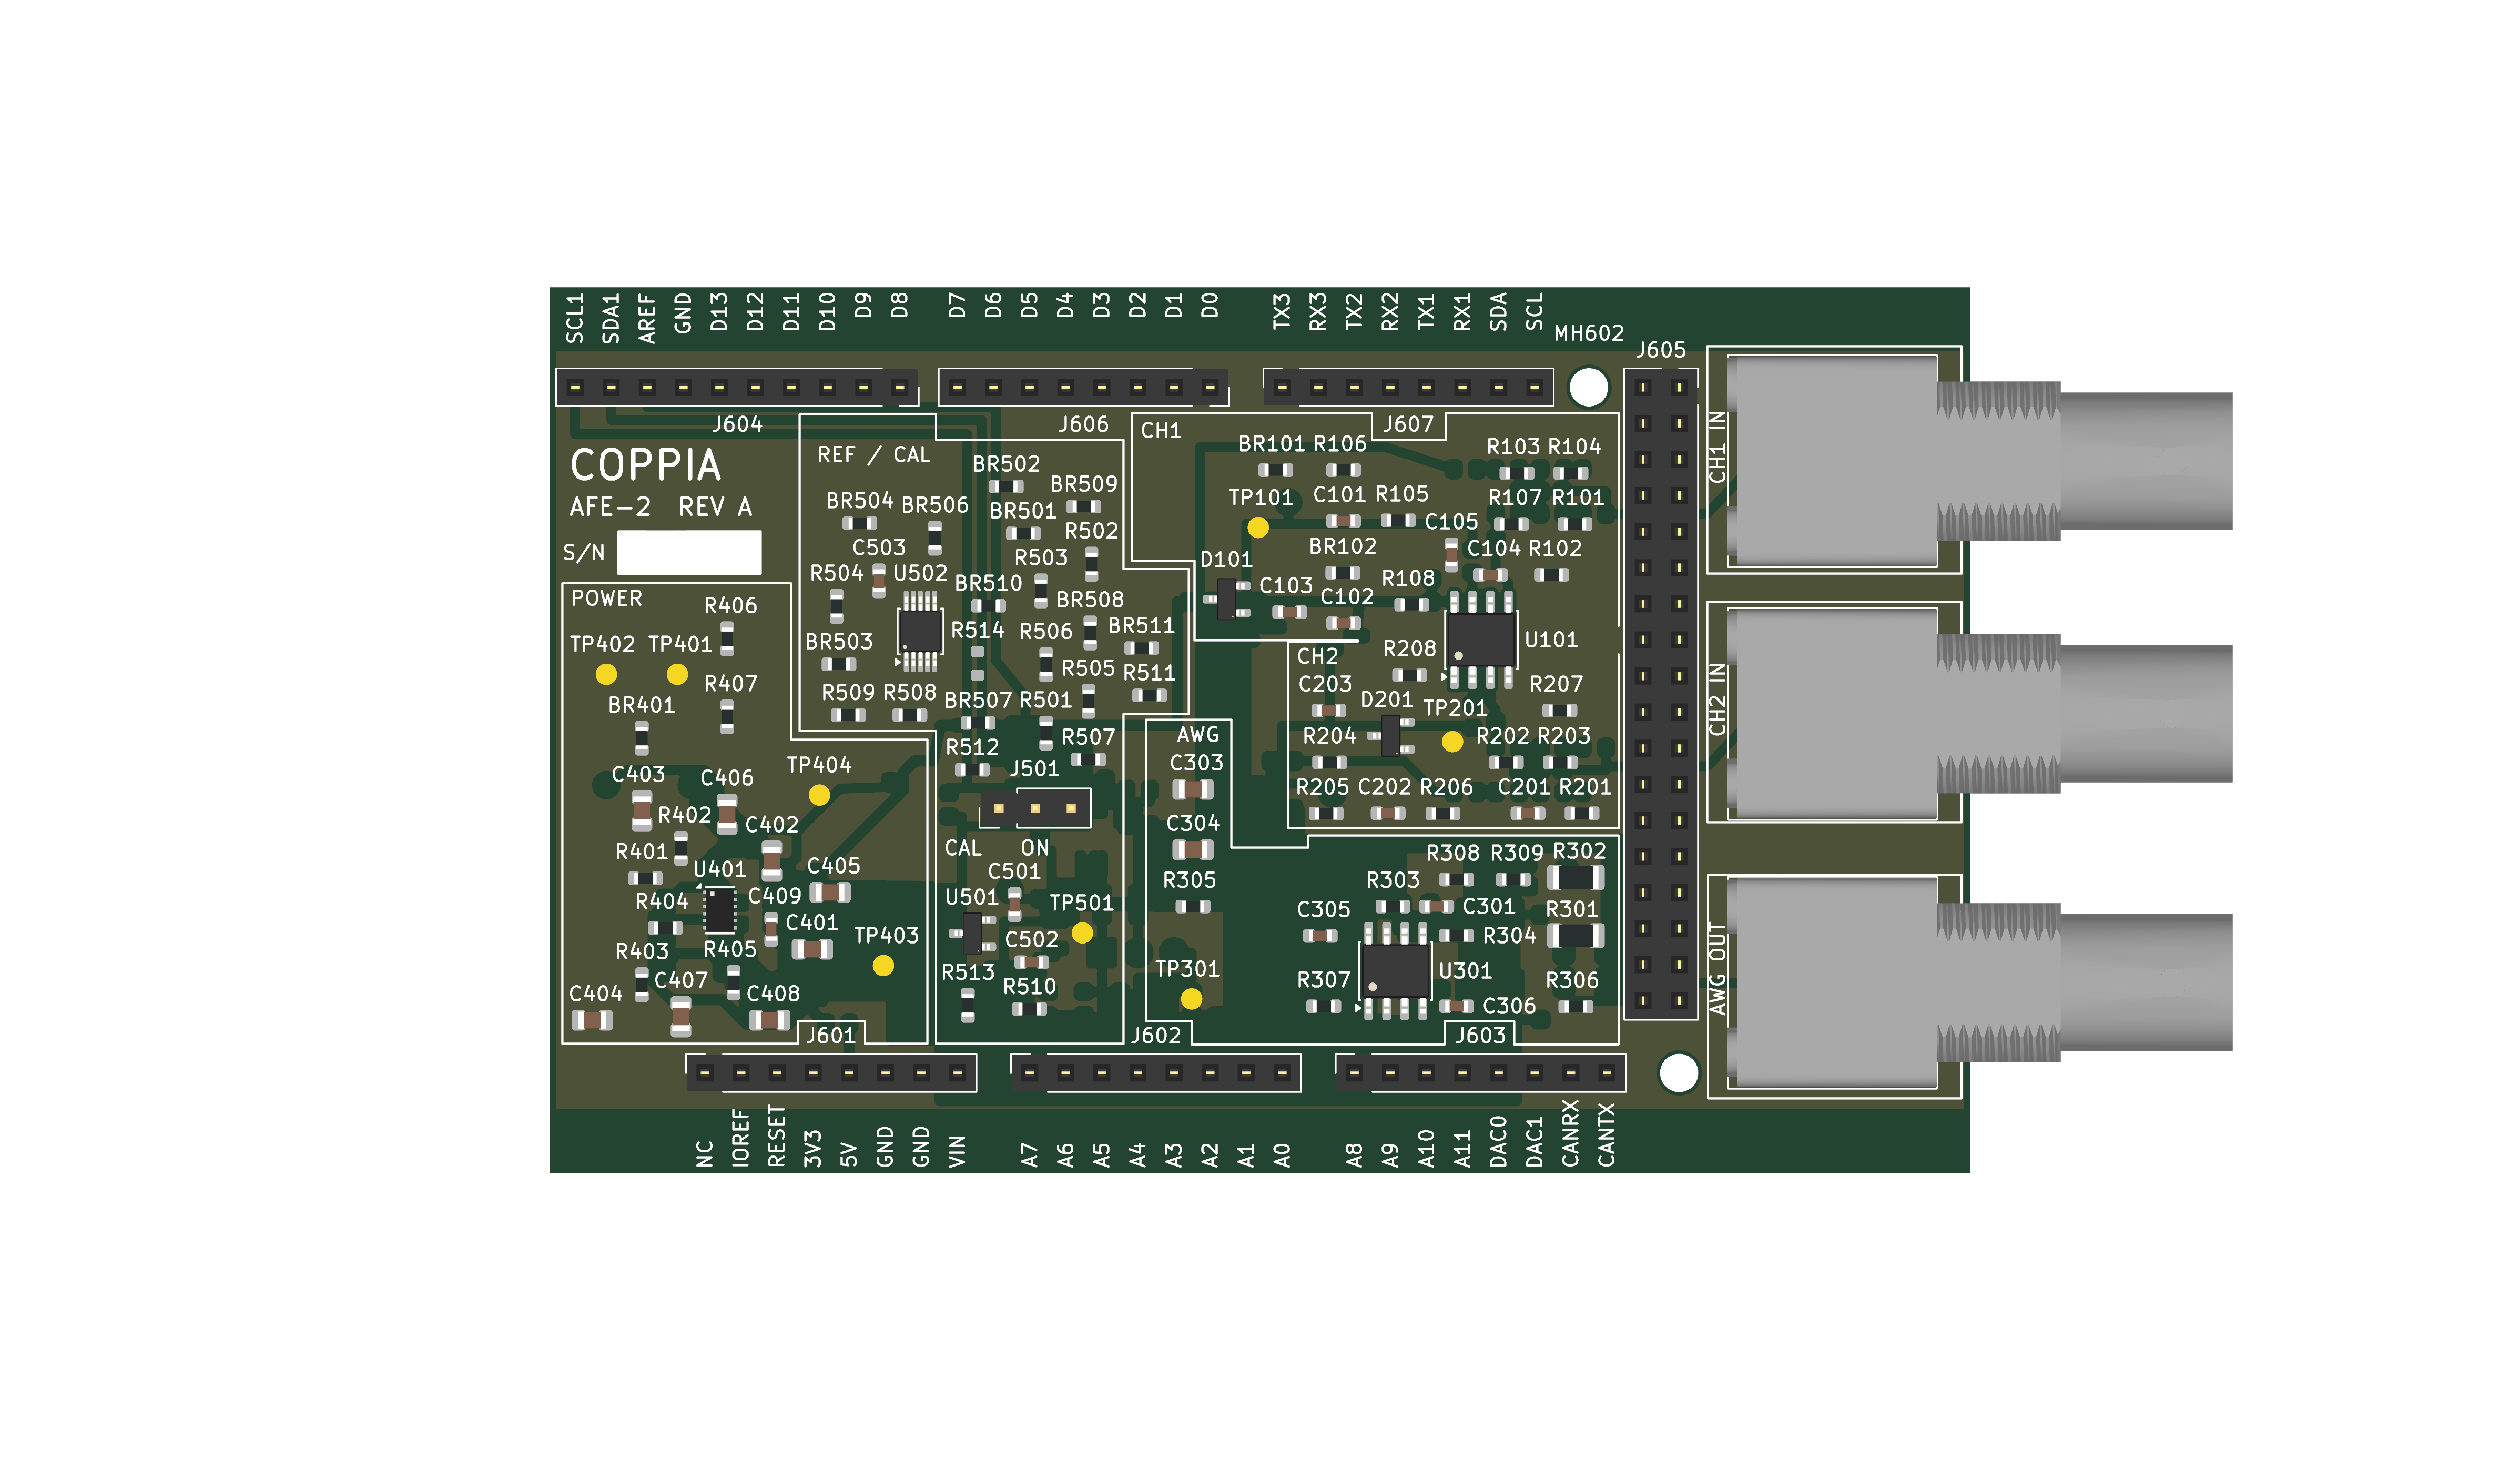 SCL1 SDA1 AREF GND D13 D12 D11 D10 D9 D8 D7 D6 D5 D4 D3 D2 D1 D0 TX3 RX3 TX2 RX2 TX1 RX1 SDA SCL
MH602
J605
J604
J606
J607
CH1
REF / CAL
COPPIA
AFE-2 REV A
S/N
BR502
BR504
BR506
BR509
BR501
R502
C503
R503
R504
U502
BR510
BR508
R514
R506
BR511
BR503
R505
R511
R509
R508
BR507
R501
R512
R507
J501
BR101
R106
R103
R104
TP101
C101
R105
R107
R101
C105
BR102
C104
R102
D101
C103
R108
C102
U101
R208
CH2
C203
D201
TP201
R207
R204
R202
R203
R205
C202
R206
C201
R201
CH1 IN
CH2 IN
AWG OUT
POWER
R406
TP402
TP401
R407
BR401
TP404
C403
C406
R402
C402
R401
U401
C405
C409
R404
C401
TP403
R403
R405
C407
C404
C408
J601
CAL
ON
C501
U501
TP501
C502
R513
R510
J602
AWG
C303
C304
R305
TP301
R308
R309
R302
R303
C305
C301
R301
R304
U301
R307
R306
C306
J603
NC IOREF RESET 3V3 5V GND GND VIN A7 A6 A5 A4 A3 A2 A1 A0 A8 A9 A10 A11 DAC0 DAC1 CANRX CANTX